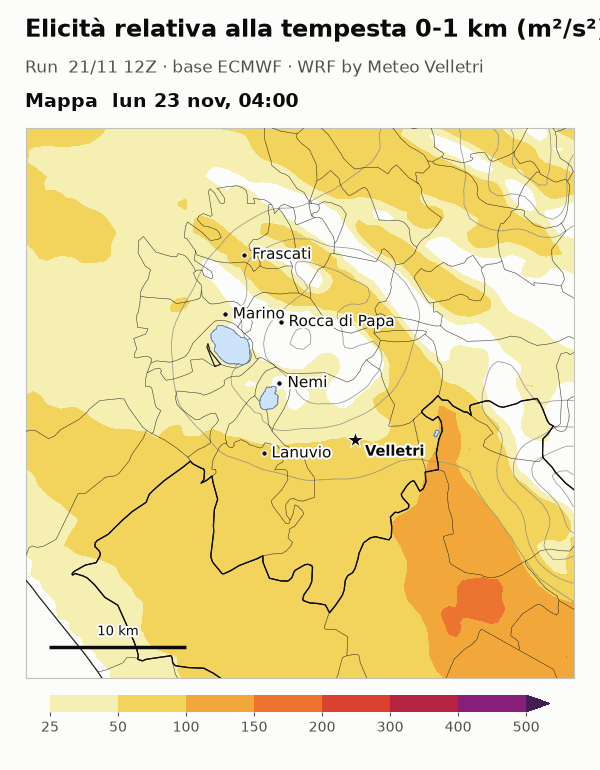 Elicità relativa alla tempesta 0-1 km (m²/s²)
Run  21/11 12Z · base ECMWF · WRF by Meteo Velletri
Mappa  lun 23 nov, 04:00
Frascati
Marino
Rocca di Papa
Nemi
Velletri
Lanuvio
10 km
25 50 100 150 200 300 400 500